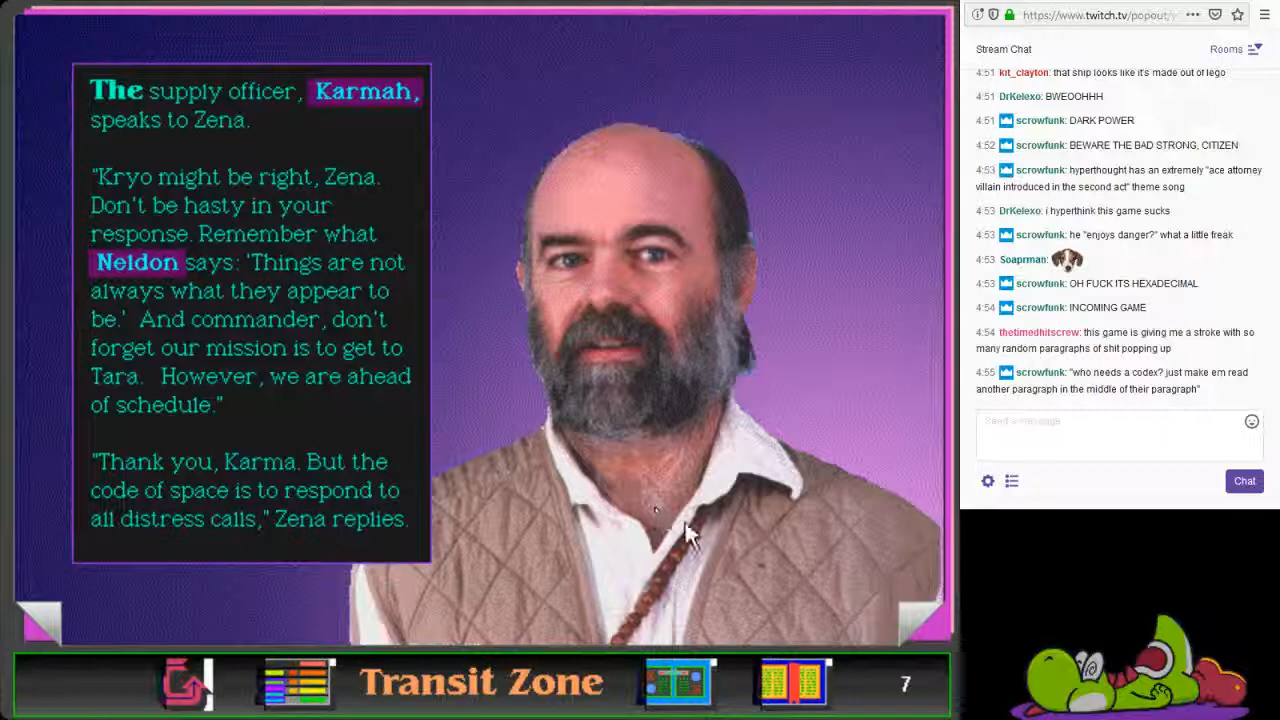 The supply officer, Karmah,
speaks to Zena.
"Kryo might be right, Zena.
Don't be hasty in your
response. Remember what
Neldon says: 'Things are not
always what they appear to
be.' And commander, don't
forget our mission is to get to
Tara. However, we are ahead
of schedule."
"Thank you, Karma. But the
code of space is to respond to
all distress calls," Zena replies.
Transit Zone
7
https://www.twitch.tv/popout/
Stream Chat
Rooms
4:51 kit_clayton: that ship looks like it's made out of lego
4:51 DrKelexo: BWEOOHHH
4:51 scrowfunk: DARK POWER
4:52 scrowfunk: BEWARE THE BAD STRONG, CITIZEN
4:53 scrowfunk: hyperthought has an extremely "ace attorney
villain introduced in the second act" theme song
4:53 DrKelexo: i hyperthink this game sucks
4:53 scrowfunk: he "enjoys danger?" what a little freak
4:53 Soaprman:
4:53 scrowfunk: OH FUCK ITS HEXADECIMAL
4:54 scrowfunk: INCOMING GAME
4:54 thetimedhitscrew: this game is giving me a stroke with so
many random paragraphs of shit popping up
4:55 scrowfunk: "who needs a codex? just make em read
another paragraph in the middle of their paragraph"
Send a message
Chat